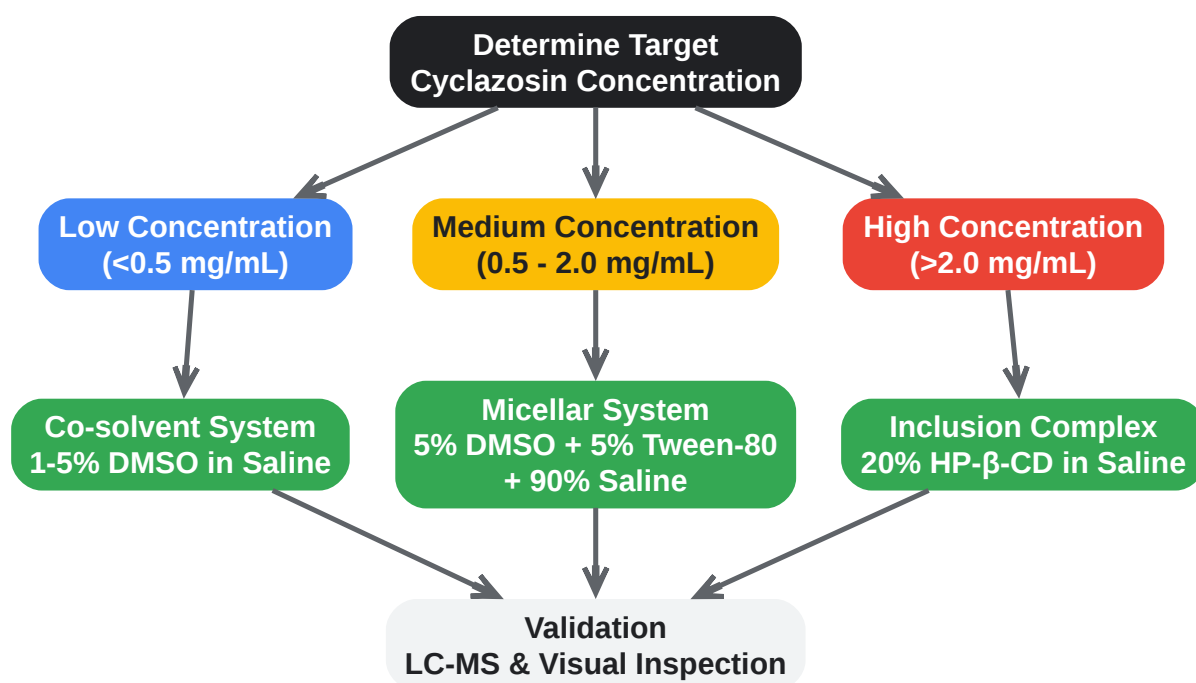 Determine Target
Cyclazosin Concentration
Low Concentration
(<0.5 mg/mL)
Medium Concentration
(0.5 - 2.0 mg/mL)
High Concentration
(>2.0 mg/mL)
Co-solvent System
1-5% DMSO in Saline
Micellar System
5% DMSO + 5% Tween-80
+ 90% Saline
Inclusion Complex
20% HP-β-CD in Saline
Validation
LC-MS & Visual Inspection